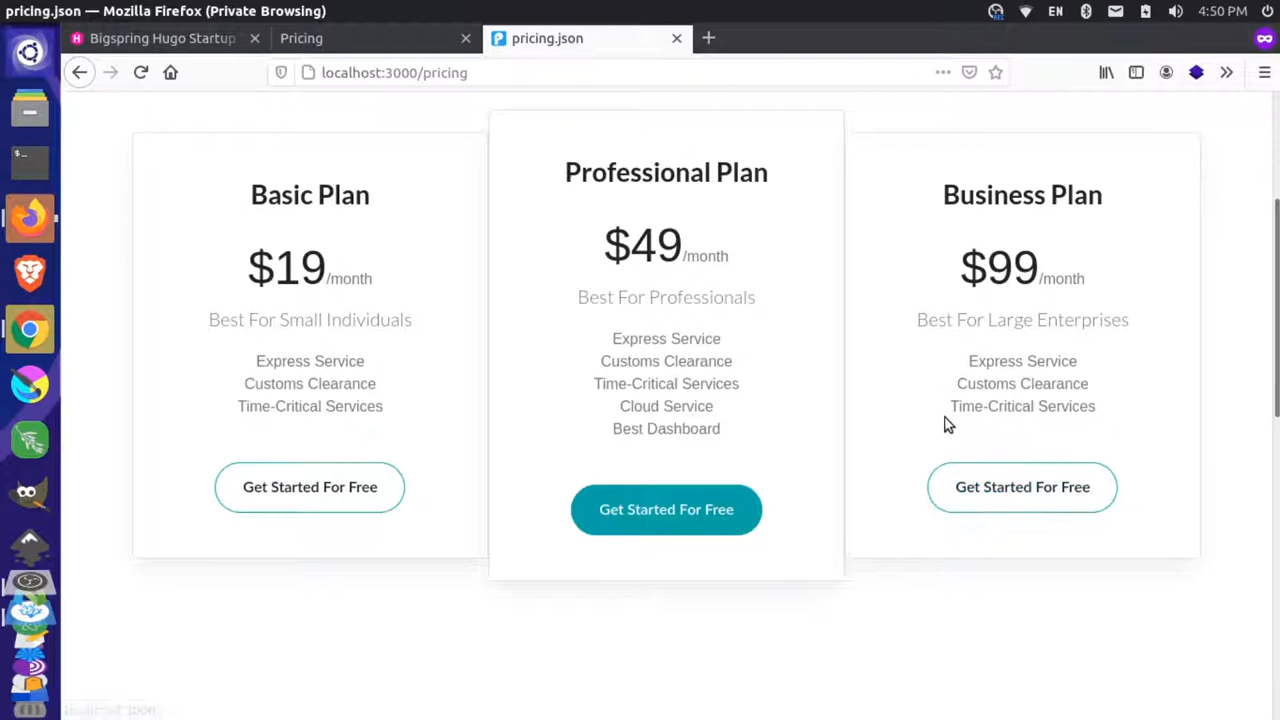 pricing.json — Mozilla Firefox (Private Browsing)
EN
4:50 PM
Bigspring Hugo Startup
Pricing
pricing.json
localhost:3000/pricing
Basic Plan
$19/month
Best For Small Individuals
Express Service
Customs Clearance
Time-Critical Services
Get Started For Free
Professional Plan
$49/month
Best For Professionals
Express Service
Customs Clearance
Time-Critical Services
Cloud Service
Best Dashboard
Get Started For Free
Business Plan
$99/month
Best For Large Enterprises
Express Service
Customs Clearance
Time-Critical Services
Get Started For Free